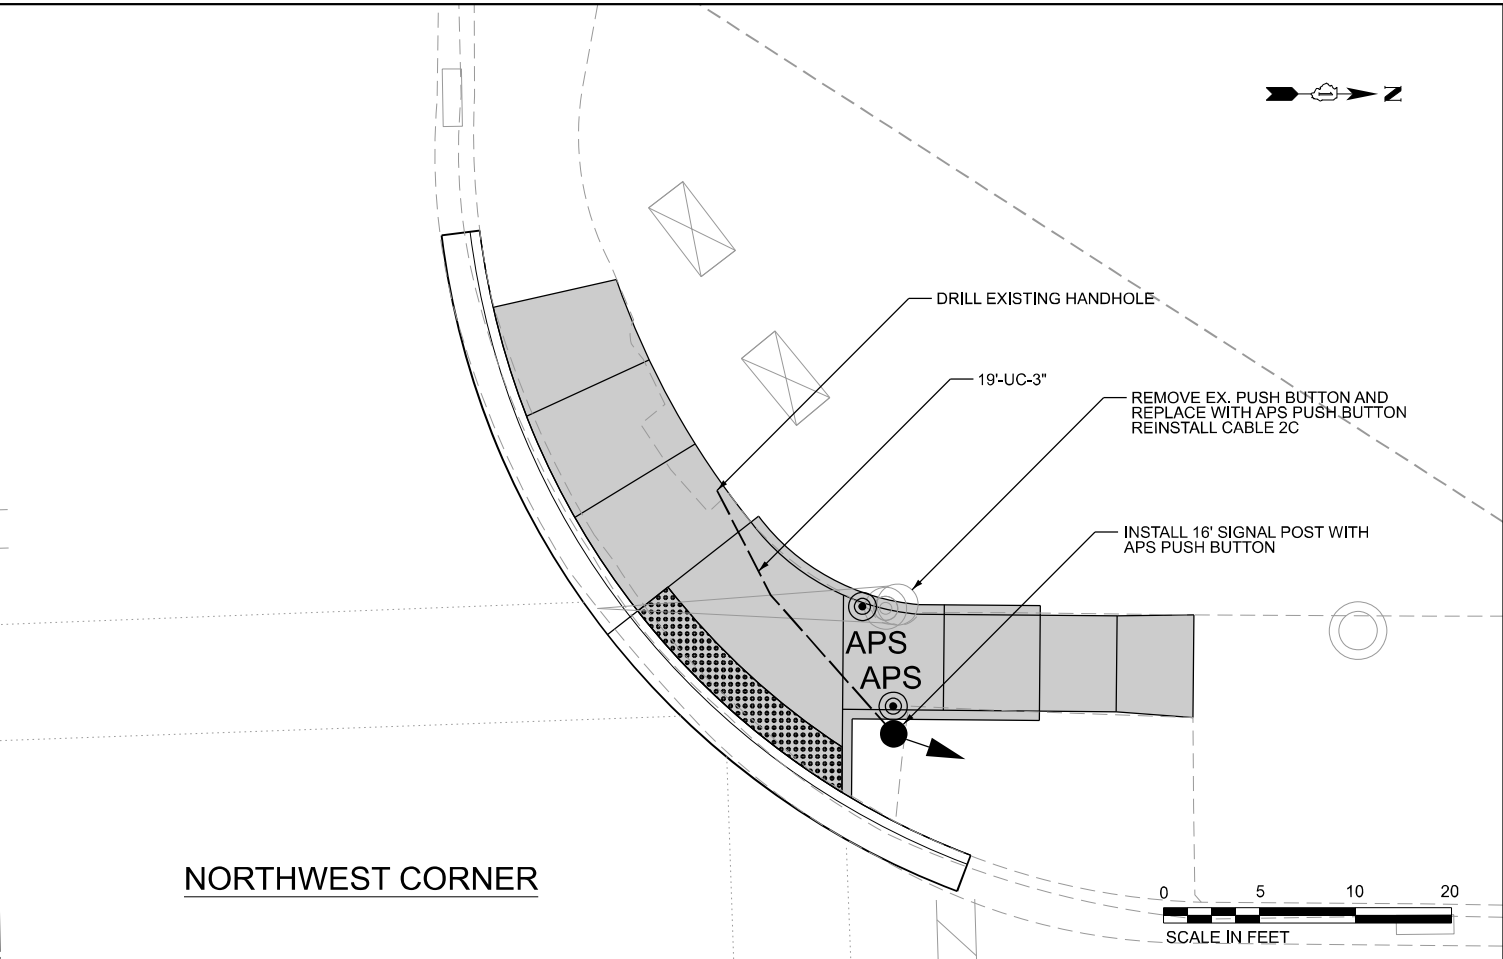 N
DRILL EXISTING HANDHOLE
19'-UC-3"
REMOVE EX. PUSH BUTTON AND
REPLACE WITH APS PUSH BUTTON
REINSTALL CABLE 2C
INSTALL 16' SIGNAL POST WITH
APS PUSH BUTTON
APS
APS
NORTHWEST CORNER
0 5 10 20
SCALE IN FEET